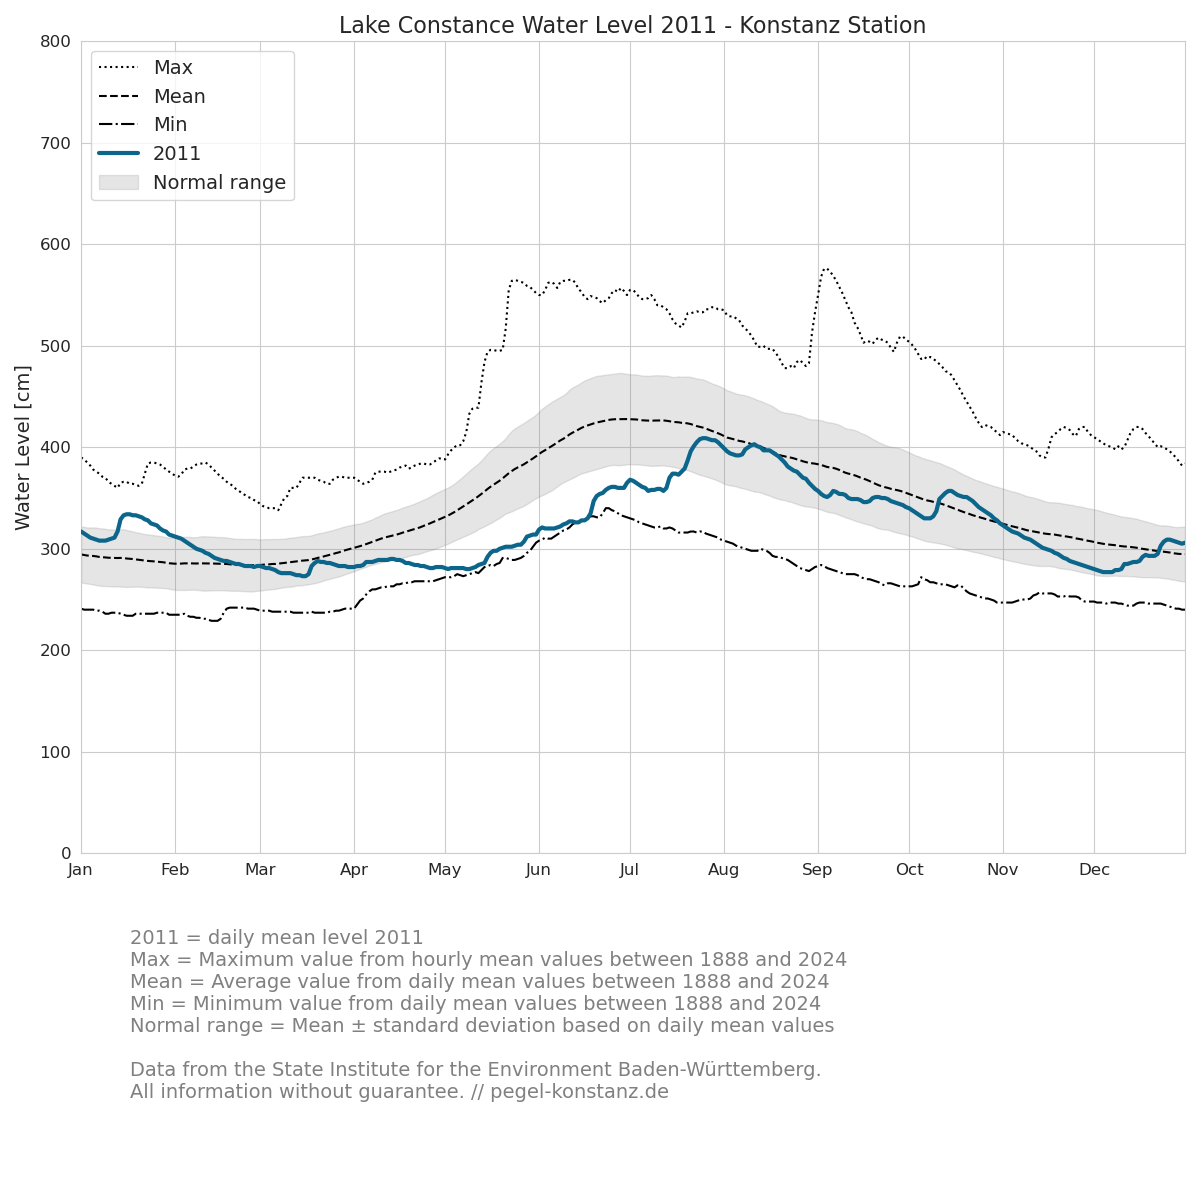 Lake Constance Water Level 2011 - Konstanz Station
800
700
600
500
400
300
200
100
0
Water Level [cm]
Max
Mean
Min
2011
Normal range
Jan Feb Mar Apr May Jun Jul Aug Sep Oct Nov Dec
2011 = daily mean level 2011
Max = Maximum value from hourly mean values between 1888 and 2024
Mean = Average value from daily mean values between 1888 and 2024
Min = Minimum value from daily mean values between 1888 and 2024
Normal range = Mean ± standard deviation based on daily mean values
Data from the State Institute for the Environment Baden-Württemberg.
All information without guarantee. // pegel-konstanz.de